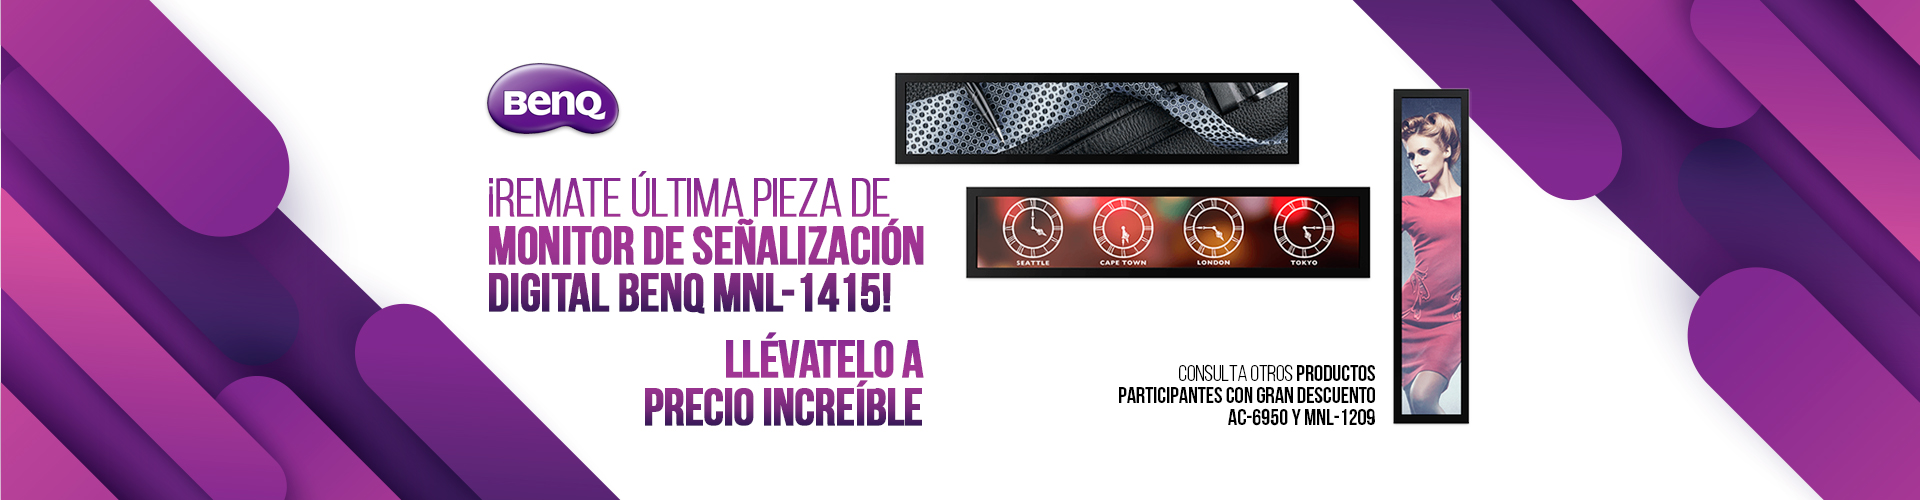 BenQ
¡REMATE ÚLTIMA PIEZA DE
MONITOR DE SEÑALIZACIÓN
DIGITAL BENQ MNL-1415!
LLÉVATELO A
PRECIO INCREÍBLE
SEATTLE
CAPE TOWN
LONDON
TOKYO
CONSULTA OTROS PRODUCTOS
PARTICIPANTES CON GRAN DESCUENTO
AC-6950 Y MNL-1209